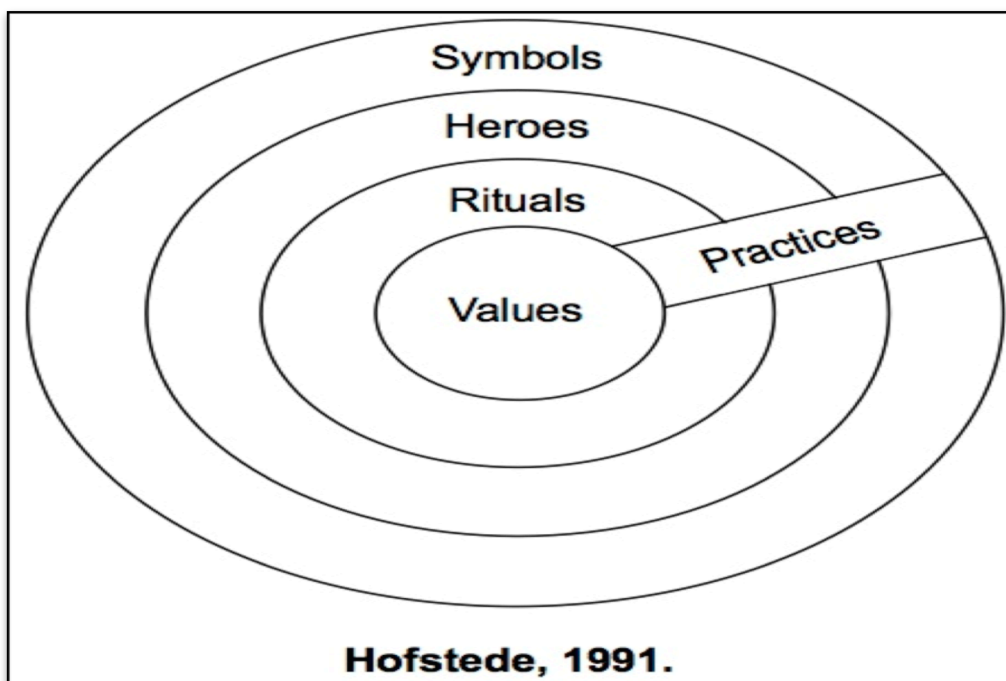 Symbols
Heroes
Rituals
Practices
Values
Hofstede, 1991.